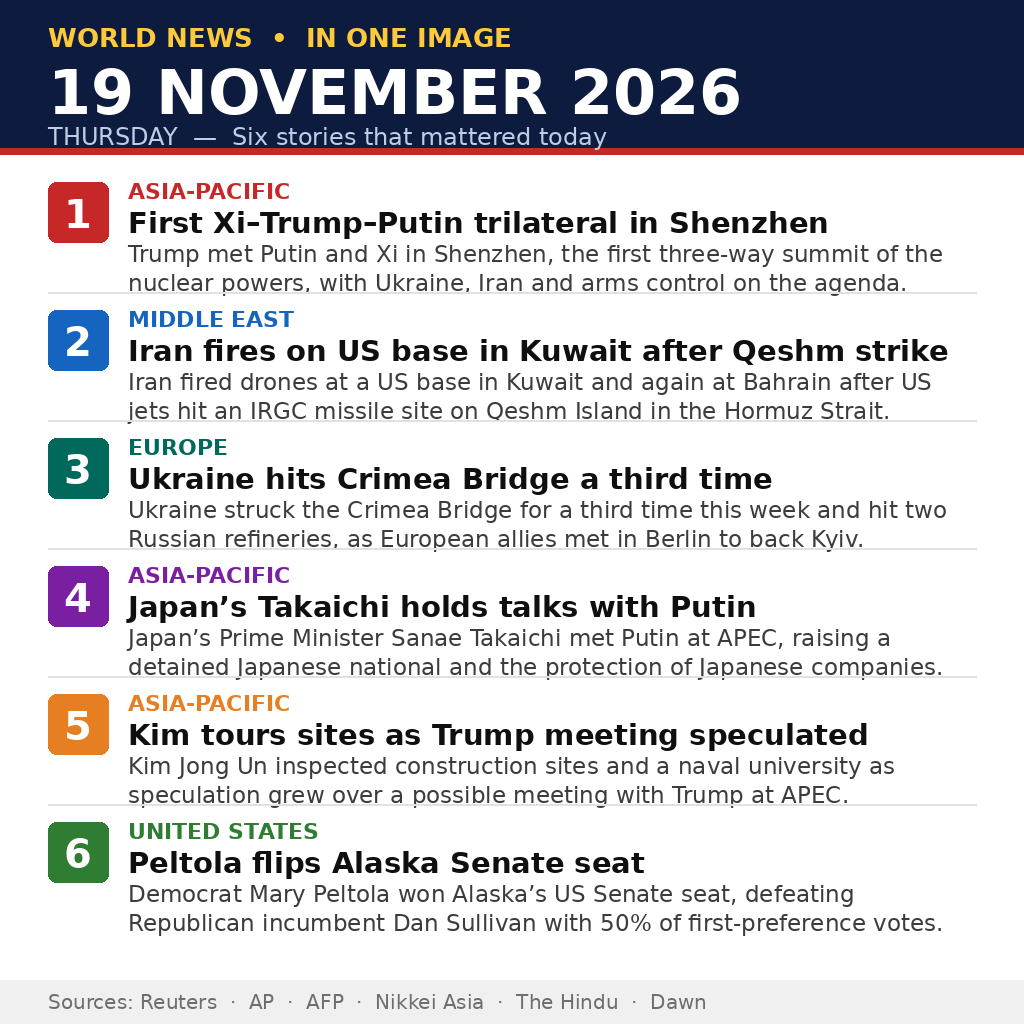 WORLD NEWS • IN ONE IMAGE
19 NOVEMBER 2026
THURSDAY — Six stories that mattered today
1
ASIA-PACIFIC
First Xi–Trump–Putin trilateral in Shenzhen
Trump met Putin and Xi in Shenzhen, the first three-way summit of the
nuclear powers, with Ukraine, Iran and arms control on the agenda.
2
MIDDLE EAST
Iran fires on US base in Kuwait after Qeshm strike
Iran fired drones at a US base in Kuwait and again at Bahrain after US
jets hit an IRGC missile site on Qeshm Island in the Hormuz Strait.
3
EUROPE
Ukraine hits Crimea Bridge a third time
Ukraine struck the Crimea Bridge for a third time this week and hit two
Russian refineries, as European allies met in Berlin to back Kyiv.
4
ASIA-PACIFIC
Japan’s Takaichi holds talks with Putin
Japan’s Prime Minister Sanae Takaichi met Putin at APEC, raising a
detained Japanese national and the protection of Japanese companies.
5
ASIA-PACIFIC
Kim tours sites as Trump meeting speculated
Kim Jong Un inspected construction sites and a naval university as
speculation grew over a possible meeting with Trump at APEC.
6
UNITED STATES
Peltola flips Alaska Senate seat
Democrat Mary Peltola won Alaska’s US Senate seat, defeating
Republican incumbent Dan Sullivan with 50% of first-preference votes.
Sources: Reuters · AP · AFP · Nikkei Asia · The Hindu · Dawn